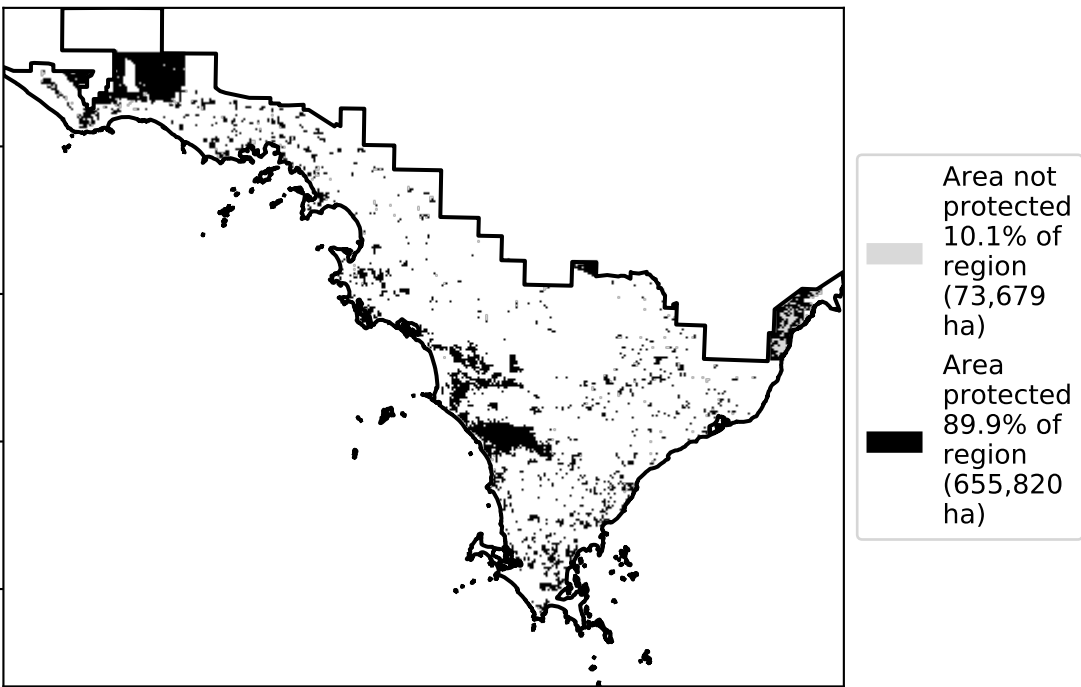 Area not
protected
10.1% of
region
(73,679
ha)
Area
protected
89.9% of
region
(655,820
ha)